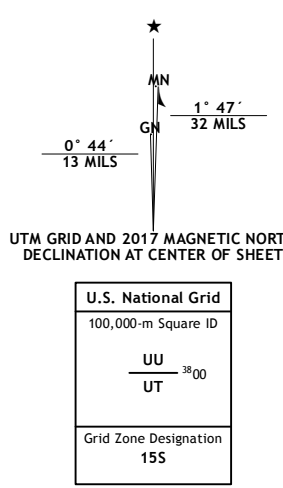 ★
MN
1° 47´
32 MILS
GN
0° 44´
13 MILS
UTM GRID AND 2017 MAGNETIC NORT
DECLINATION AT CENTER OF SHEET
U.S. National Grid
100,000-m Square ID
UU
3800
UT
Grid Zone Designation
15S